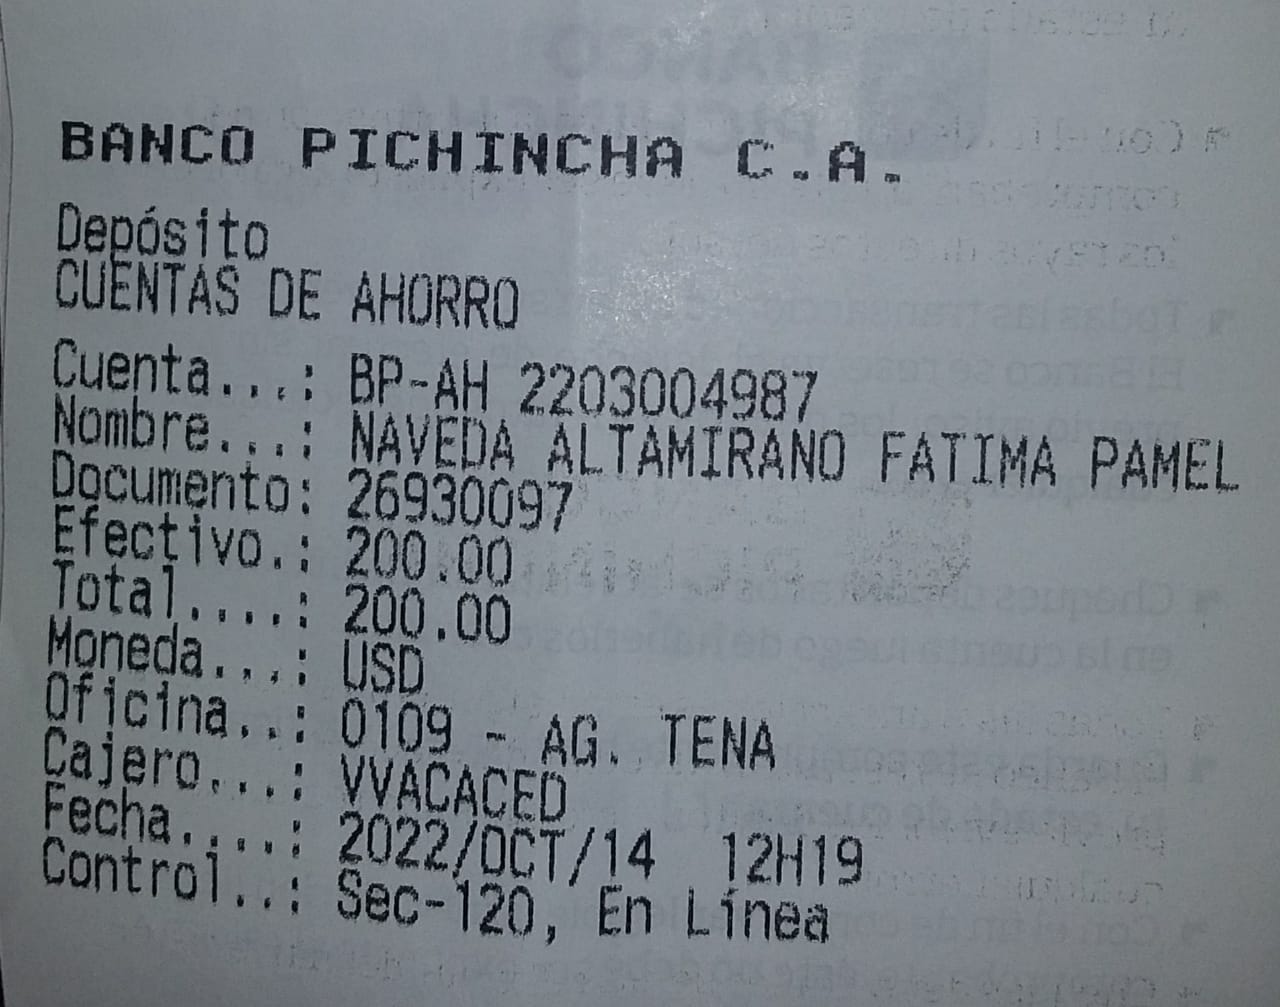 BANCO PICHINCHA C.A.
Depósito
CUENTAS DE AHORRO
Cuenta...: BP-AH 2203004987
Nombre...: NAVEDA ALTAMIRANO FATIMA PAMEL
Documento: 26930097
Efectivo.: 200.00
Total....: 200.00
Moneda...: USD
Oficina..: 0109 - AG. TENA
Cajero...: VVACACED
Fecha....: 2022/OCT/14 12H19
Control..: Sec-120, En Línea